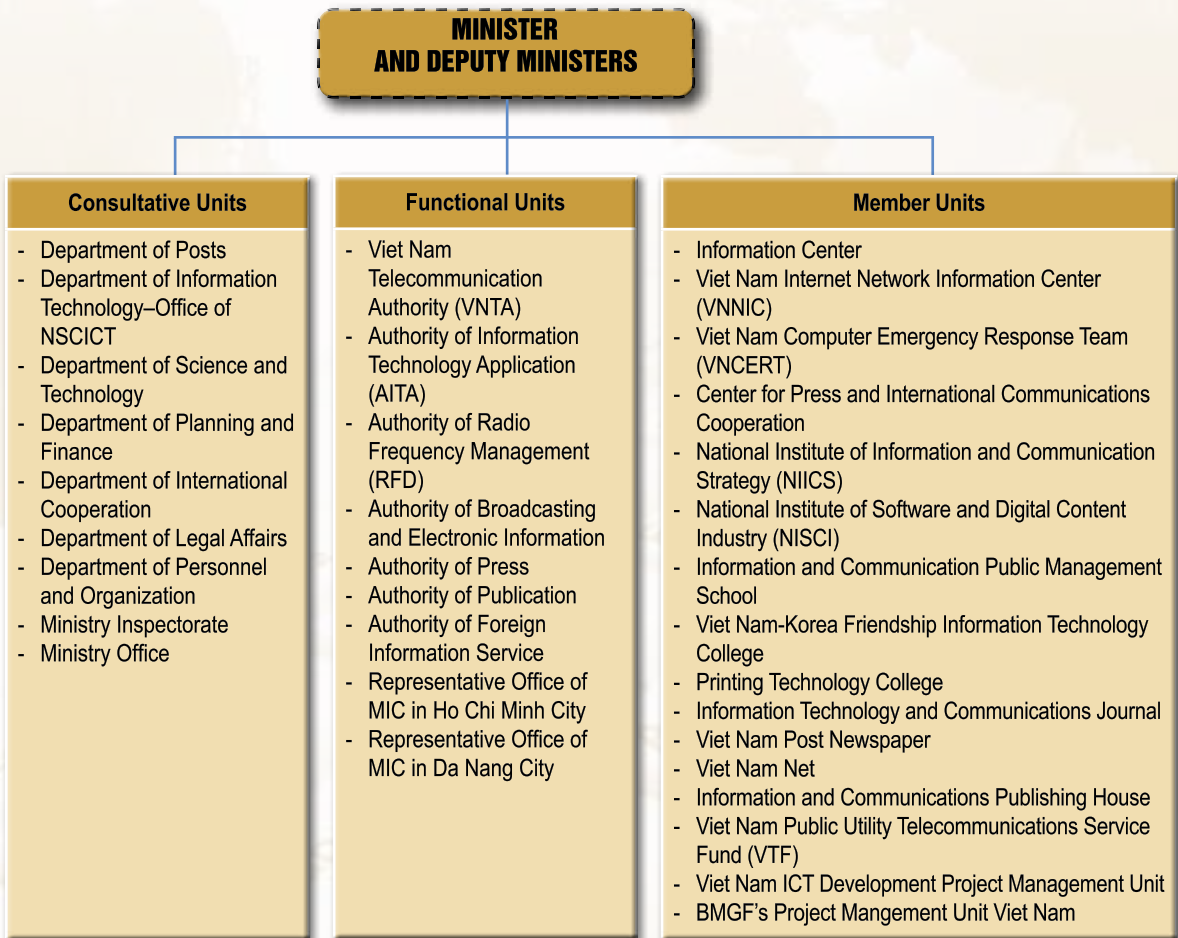 MINISTER
AND DEPUTY MINISTERS
Consultative Units
- Department of Posts
- Department of Information
Technology–Office of
NSCICT
- Department of Science and
Technology
- Department of Planning and
Finance
- Department of International
Cooperation
- Department of Legal Affairs
- Department of Personnel
and Organization
- Ministry Inspectorate
- Ministry Office
Functional Units
- Viet Nam
Telecommunication
Authority (VNTA)
- Authority of Information
Technology Application
(AITA)
- Authority of Radio
Frequency Management
(RFD)
- Authority of Broadcasting
and Electronic Information
- Authority of Press
- Authority of Publication
- Authority of Foreign
Information Service
- Representative Office of
MIC in Ho Chi Minh City
- Representative Office of
MIC in Da Nang City
Member Units
- Information Center
- Viet Nam Internet Network Information Center
(VNNIC)
- Viet Nam Computer Emergency Response Team
(VNCERT)
- Center for Press and International Communications
Cooperation
- National Institute of Information and Communication
Strategy (NIICS)
- National Institute of Software and Digital Content
Industry (NISCI)
- Information and Communication Public Management
School
- Viet Nam-Korea Friendship Information Technology
College
- Printing Technology College
- Information Technology and Communications Journal
- Viet Nam Post Newspaper
- Viet Nam Net
- Information and Communications Publishing House
- Viet Nam Public Utility Telecommunications Service
Fund (VTF)
- Viet Nam ICT Development Project Management Unit
- BMGF's Project Mangement Unit Viet Nam